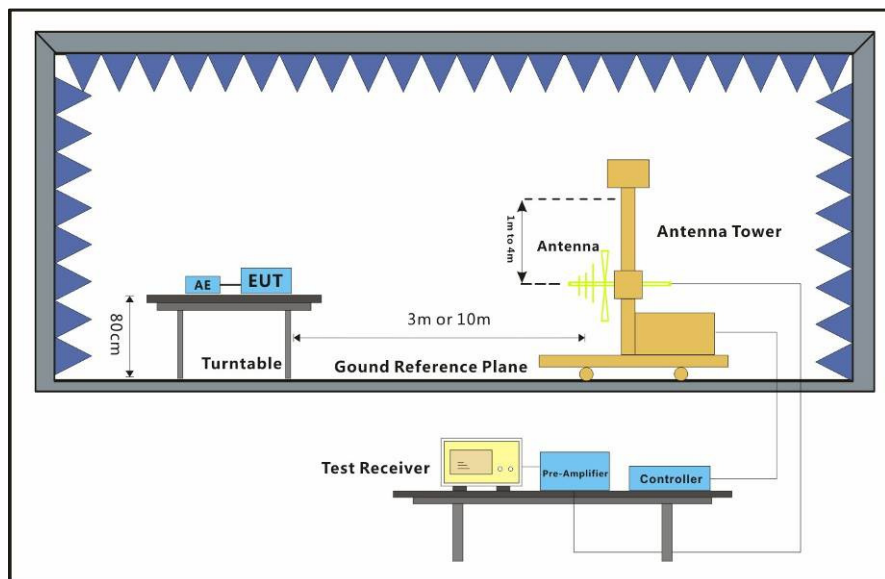 1m to 4m
Antenna
Antenna Tower
AE
EUT
80cm
3m or 10m
Turntable
Gound Reference Plane
Test Receiver
Pre-Amplifier
Controller